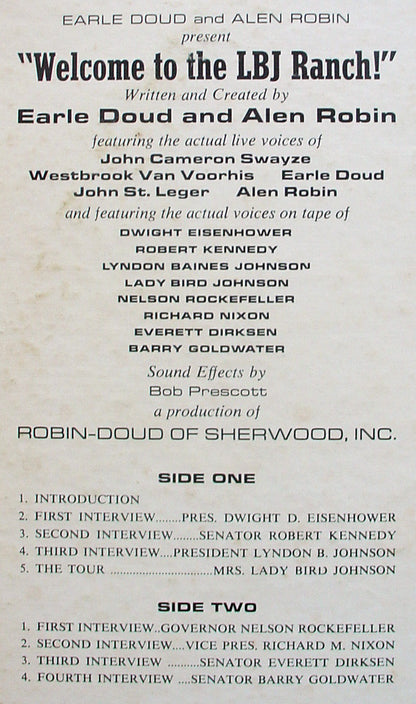 EARLE DOUD and ALEN ROBIN
present
"Welcome to the LBJ Ranch!"
Written and Created by
Earle Doud and Alen Robin
featuring the actual live voices of
John Cameron Swayze
Westbrook Van Voorhis Earle Doud
John St. Leger Alen Robin
and featuring the actual voices on tape of
DWIGHT EISENHOWER
ROBERT KENNEDY
LYNDON BAINES JOHNSON
LADY BIRD JOHNSON
NELSON ROCKEFELLER
RICHARD NIXON
EVERETT DIRKSEN
BARRY GOLDWATER
Sound Effects by
Bob Prescott
a production of
ROBIN-DOUD OF SHERWOOD, INC.
SIDE ONE
1. INTRODUCTION
2. FIRST INTERVIEW........PRES. DWIGHT D. EISENHOWER
3. SECOND INTERVIEW........SENATOR ROBERT KENNEDY
4. THIRD INTERVIEW....PRESIDENT LYNDON B. JOHNSON
5. THE TOUR ................................MRS. LADY BIRD JOHNSON
SIDE TWO
1. FIRST INTERVIEW..GOVERNOR NELSON ROCKEFELLER
2. SECOND INTERVIEW....VICE PRES. RICHARD M. NIXON
3. THIRD INTERVIEW ..........SENATOR EVERETT DIRKSEN
4. FOURTH INTERVIEW ....SENATOR BARRY GOLDWATER